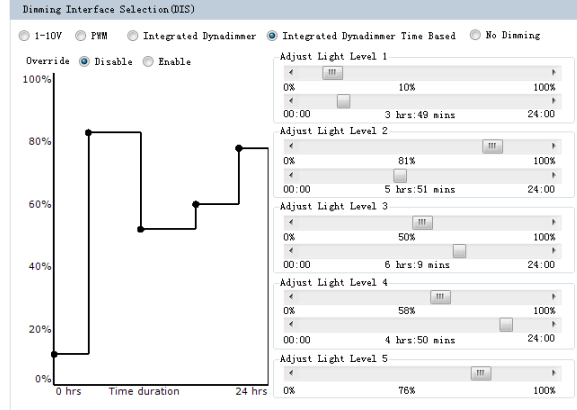 Dimming Interface Selection(DIS)
1-10V PWM Integrated Dynadimmer Integrated Dynadimmer Time Based No Dimming
Override Disable Enable
100%
80%
60%
40%
20%
0%
0 hrs Time duration 24 hrs
Adjust Light Level 1
0% 10% 100%
00:00 3 hrs:49 mins 24:00
Adjust Light Level 2
0% 81% 100%
00:00 5 hrs:51 mins 24:00
Adjust Light Level 3
0% 50% 100%
00:00 6 hrs:9 mins 24:00
Adjust Light Level 4
0% 58% 100%
00:00 4 hrs:50 mins 24:00
Adjust Light Level 5
0% 76% 100%